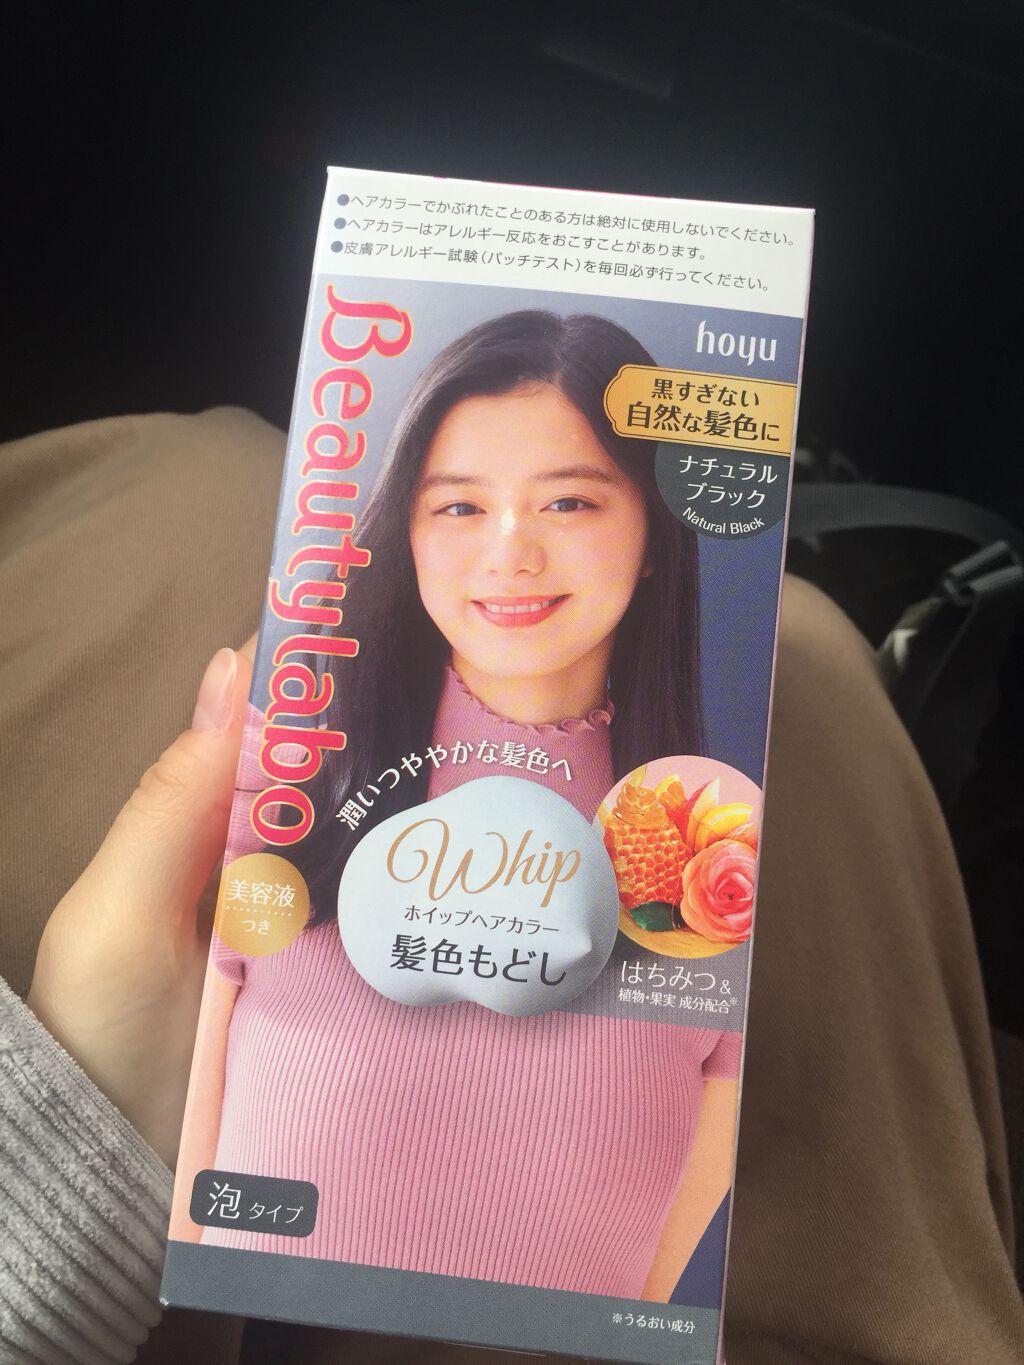 ●ヘアカラーでかぶれたことのある方は絶対に使用しないでください。
●ヘアカラーはアレルギー反応をおこすことがあります。
●皮膚アレルギー試験(パッチテスト)を毎回必ず行ってください。
hoyu
Beautylabo
黒すぎない
自然な髪色に
ナチュラル
ブラック
Natural Black
潤いつややかな髪色へ
Whip
ホイップヘアカラー
髪色もどし
美容液
つき
はちみつ&
植物・果実 成分配合※
泡タイプ
※うるおい成分